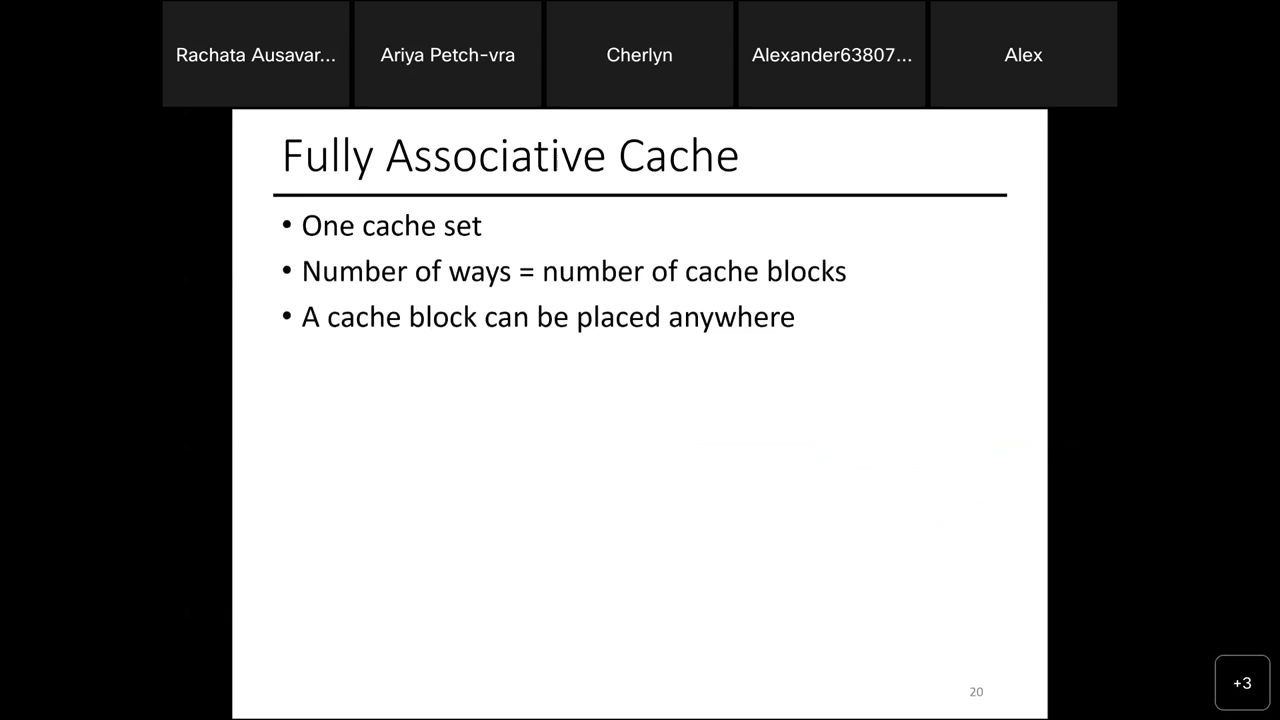 Rachata Ausavar...
Ariya Petch-vra
Cherlyn
Alexander63807...
Alex
Fully Associative Cache
• One cache set
• Number of ways = number of cache blocks
• A cache block can be placed anywhere
20
+3